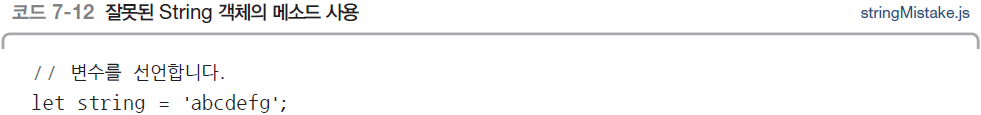 코드 7-12 잘못된 String 객체의 메소드 사용 stringMistake.js
// 변수를 선언합니다.
let string = 'abcdefg';